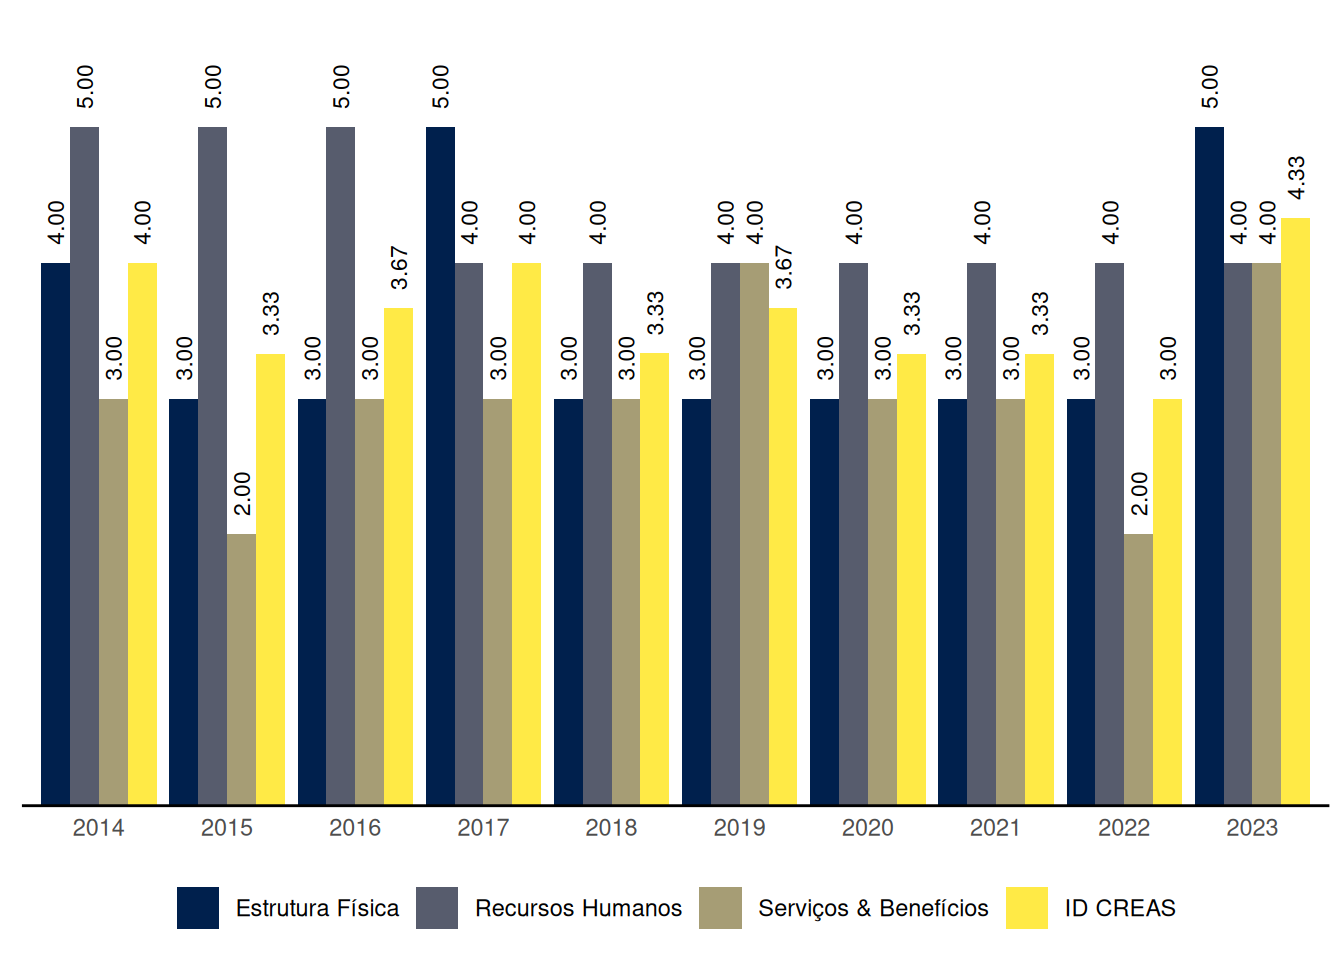 4.00 5.00 3.00 4.00
3.00 5.00 2.00 3.33
3.00 5.00 3.00 3.67
5.00 4.00 3.00 4.00
3.00 4.00 3.00 3.33
3.00 4.00 4.00 3.67
3.00 4.00 3.00 3.33
3.00 4.00 3.00 3.33
3.00 4.00 2.00 3.00
5.00 4.00 4.00 4.33
2014 2015 2016 2017 2018 2019 2020 2021 2022 2023
Estrutura Física Recursos Humanos Serviços & Benefícios ID CREAS